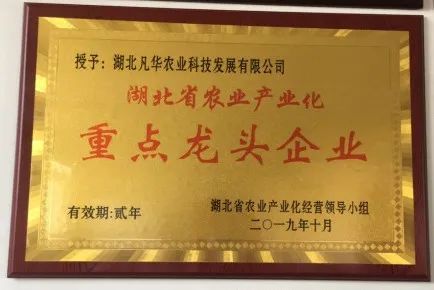 授予：湖北凡华农业科技发展有限公司
湖北省农业产业化
重点龙头企业
有效期:贰年
湖北省农业产业化经营领导小组
二〇一九年十月